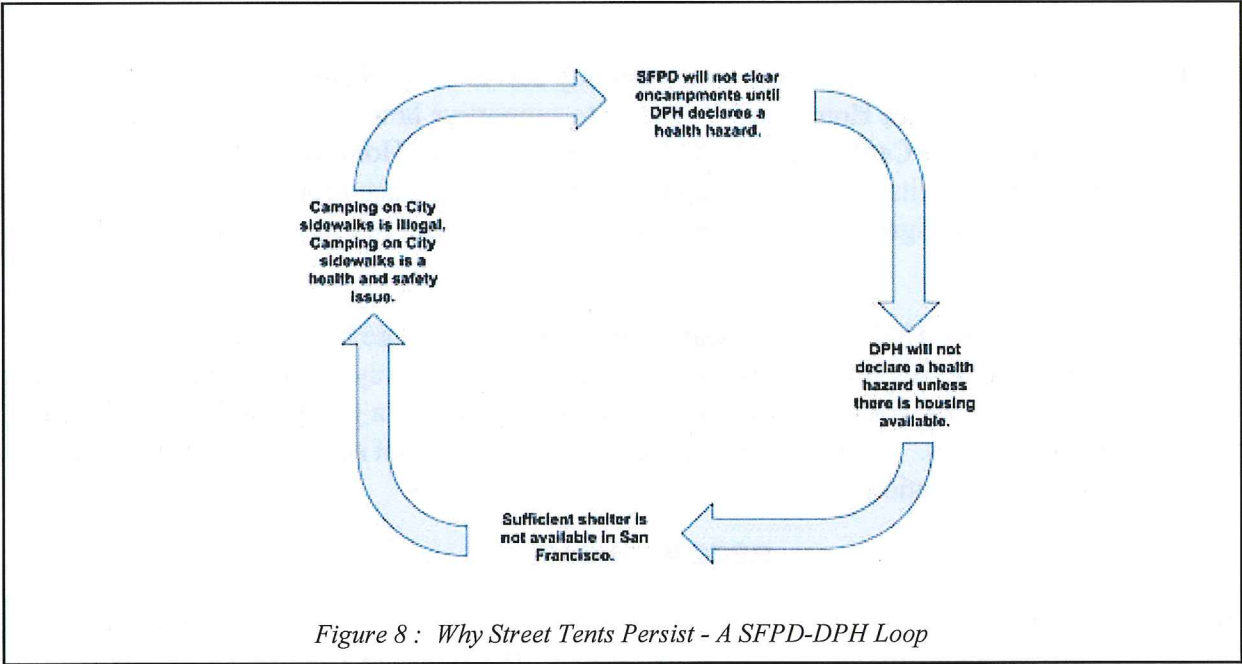 SFPD will not clear
encampments until
DPH declares a
health hazard.
DPH will not
declare a health
hazard unless
there is housing
available.
Sufficient shelter is
not available in San
Francisco.
Camping on City
sidewalks is illegal.
Camping on City
sidewalks is a
health and safety
issue.
Figure 8 : Why Street Tents Persist - A SFPD-DPH Loop